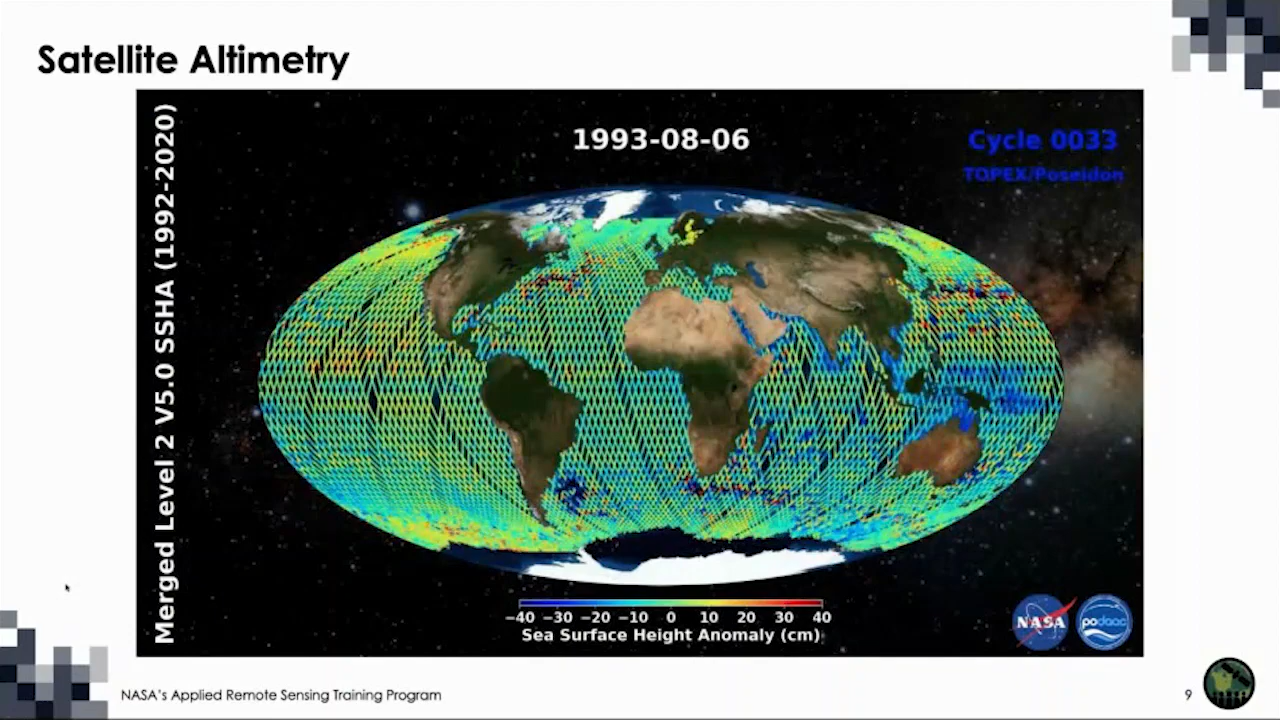 Satellite Altimetry
Merged Level 2 V5.0 SSHA (1992-2020)
1993-08-06
Cycle 0033
TOPEX/Poseidon
−40 −30 −20 −10 0 10 20 30 40
Sea Surface Height Anomaly (cm)
NASA
podaac
NASA's Applied Remote Sensing Training Program
9